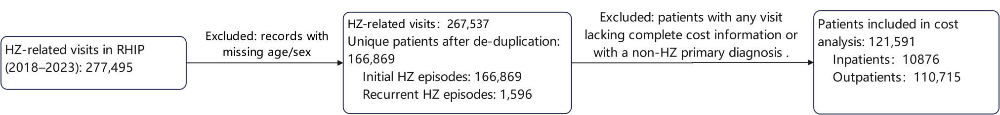 HZ-related visits in RHIP
(2018–2023): 277,495
Excluded: records with
missing age/sex
HZ-related visits：267,537
Unique patients after de-duplication:
166,869
Initial HZ episodes: 166,869
Recurrent HZ episodes: 1,596
Excluded: patients with any visit
lacking complete cost information or
with a non-HZ primary diagnosis .
Patients included in cost
analysis: 121,591
Inpatients：10876
Outpatients：110,715